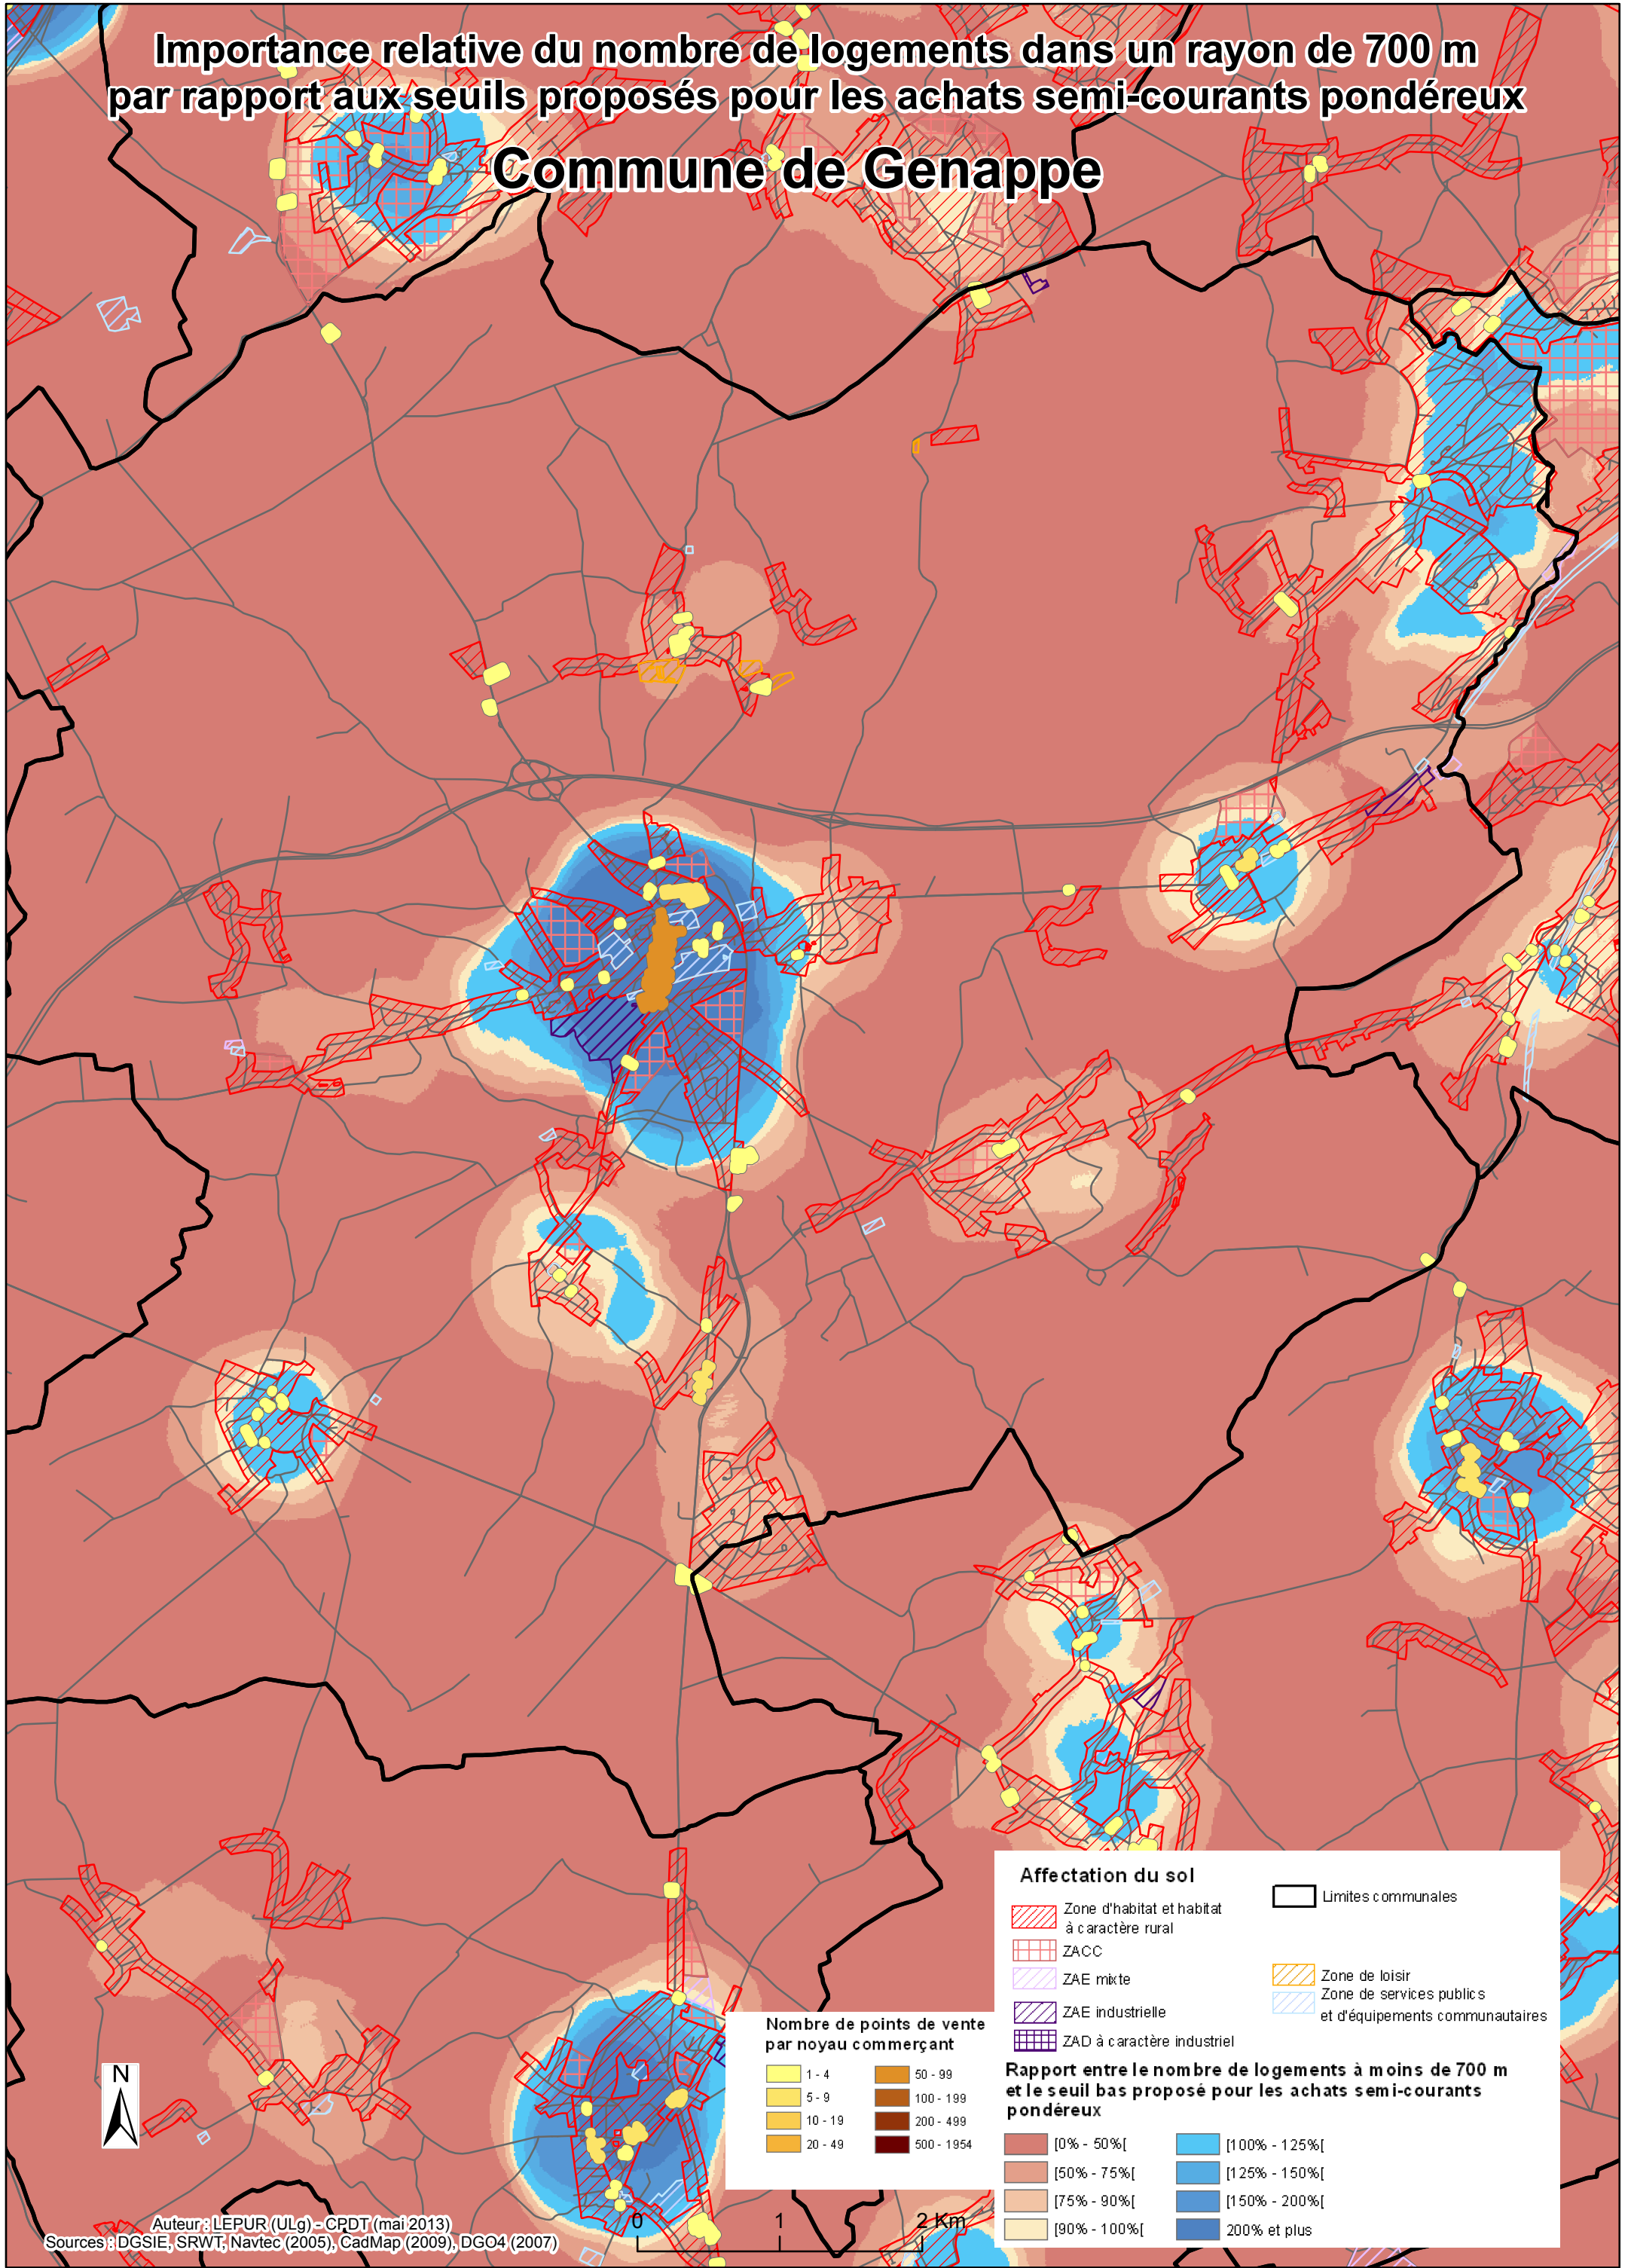 Importance relative du nombre de logements dans un rayon de 700 m
par rapport aux seuils proposés pour les achats semi-courants pondéreux
Commune de Genappe
Affectation du sol
Zone d'habitat et habitat
à caractère rural
ZACC
ZAE mixte
ZAE industrielle
ZAD à caractère industriel
Limites communales
Zone de loisir
Zone de services publics
et d'équipements communautaires
Nombre de points de vente
par noyau commerçant
1 - 4
5 - 9
10 - 19
20 - 49
50 - 99
100 - 199
200 - 499
500 - 1954
Rapport entre le nombre de logements à moins de 700 m
et le seuil bas proposé pour les achats semi-courants
pondéreux
[0% - 50%[
[50% - 75%[
[75% - 90%[
[90% - 100%[
[100% - 125%[
[125% - 150%[
[150% - 200%[
200% et plus
N
Auteur : LEPUR (ULg) - CPDT (mai 2013)
Sources : DGSIE, SRWT, Navtec (2005), CadMap (2009), DGO4 (2007)
0 1 2 Km